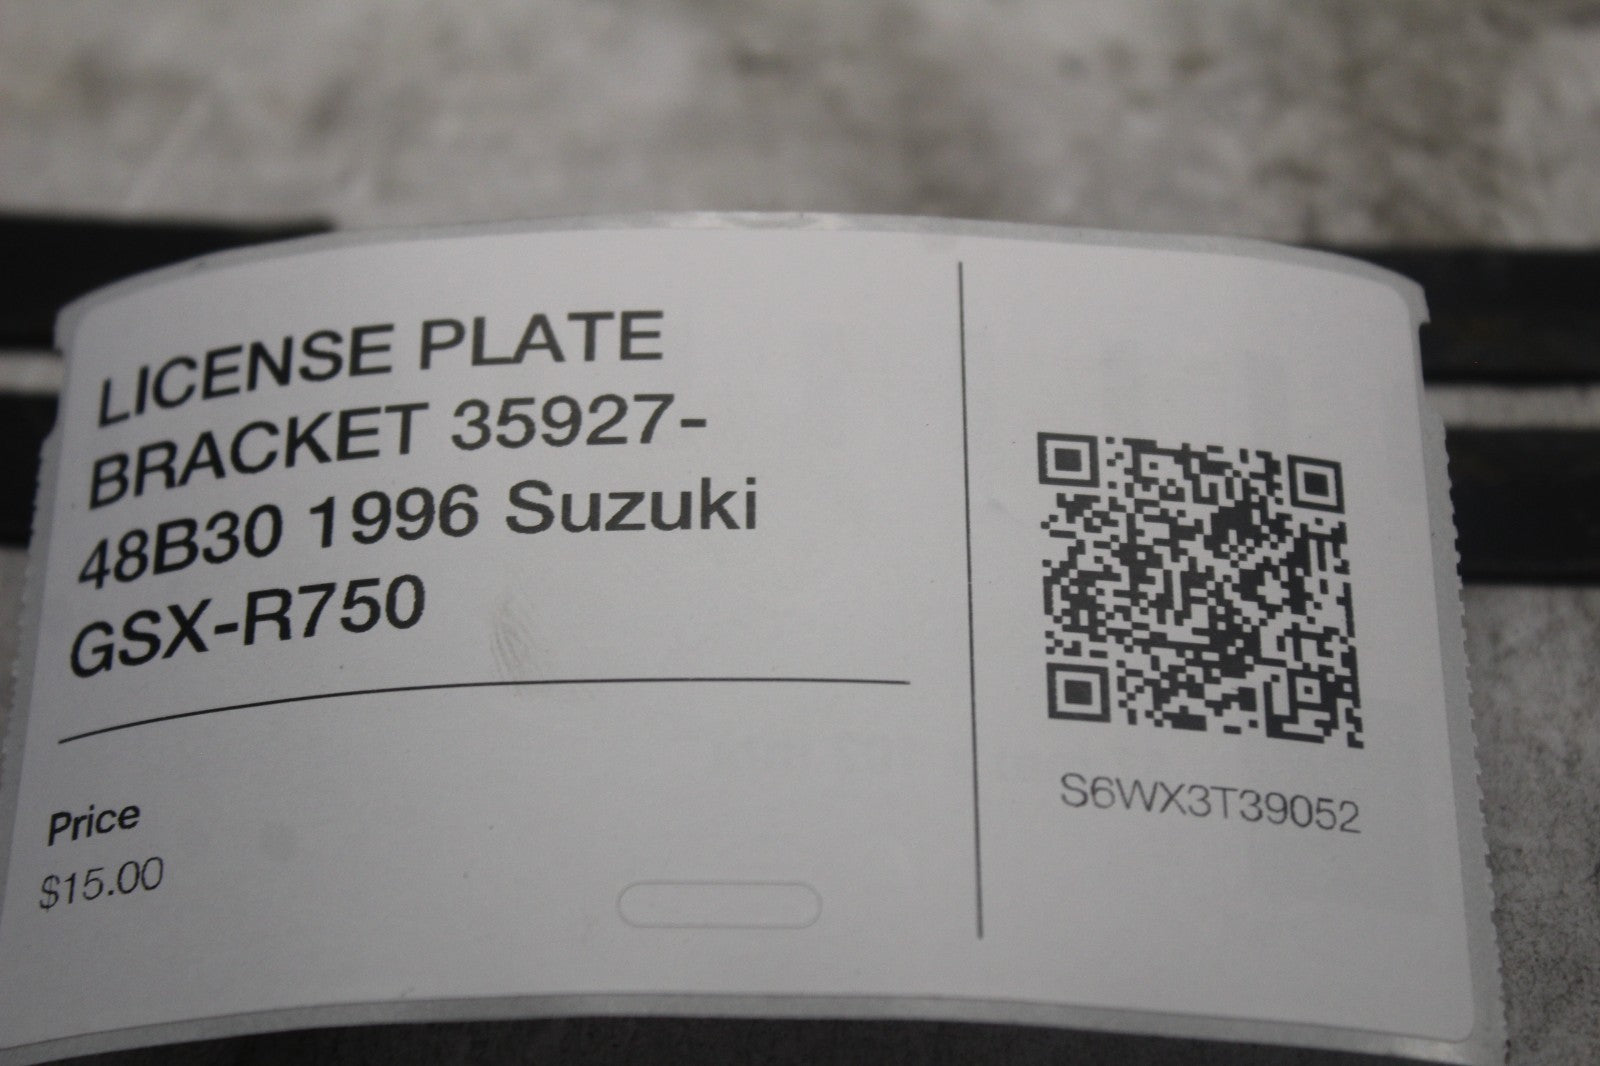 LICENSE PLATE
BRACKET 35927-
48B30 1996 Suzuki
GSX-R750
Price
$15.00
S6WX3T39052